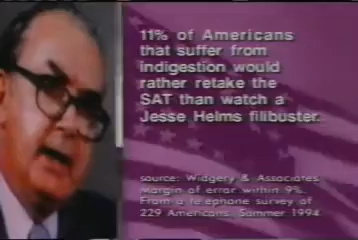 11% of Americans
that suffer from
indigestion would
rather retake the
SAT than watch a
Jesse Helms filibuster.
source: Widgery & Associates.
Margin of error within 9%.
From a telephone survey of
229 Americans, Summer 1994